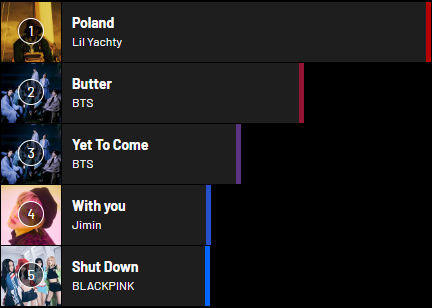 1
Poland
Lil Yachty
2
Butter
BTS
3
Yet To Come
BTS
4
With you
Jimin
5
Shut Down
BLACKPINK